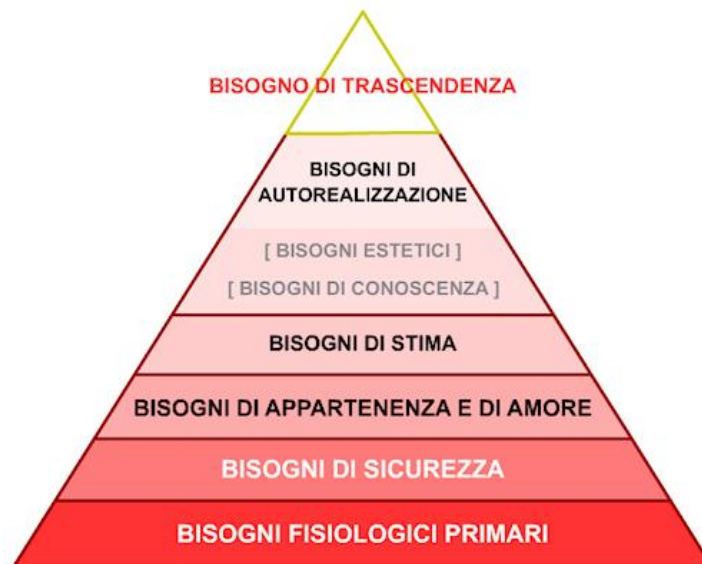 BISOGNO DI TRASCENDENZA
BISOGNI DI
AUTOREALIZZAZIONE
[ BISOGNI ESTETICI ]
[ BISOGNI DI CONOSCENZA ]
BISOGNI DI STIMA
BISOGNI DI APPARTENENZA E DI AMORE
BISOGNI DI SICUREZZA
BISOGNI FISIOLOGICI PRIMARI